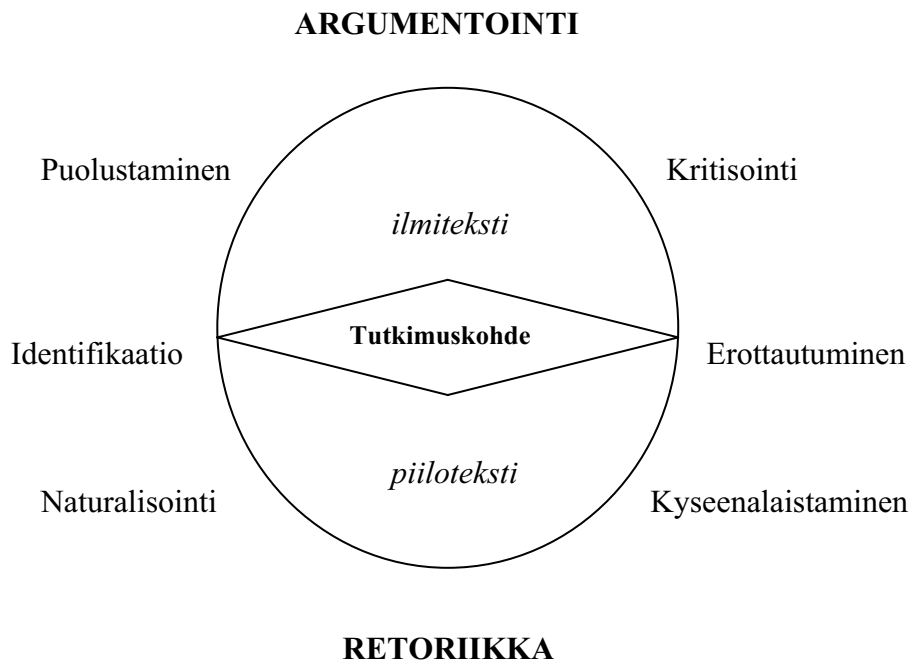 ARGUMENTOINTI
Puolustaminen
Kritisointi
ilmiteksti
Identifikaatio
Tutkimuskohde
Erottautuminen
piiloteksti
Naturalisointi
Kyseenalaistaminen
RETORIIKKA